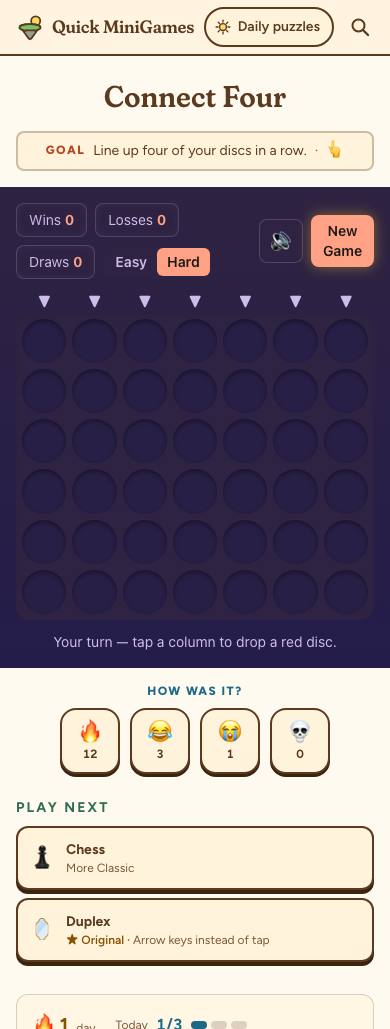 Quick MiniGames
Daily puzzles
Connect Four
GOAL Line up four of your discs in a row. ·
Wins 0
Losses 0
Draws 0
Easy
Hard
New
Game
Your turn — tap a column to drop a red disc.
HOW WAS IT?
12
3
1
0
PLAY NEXT
Chess
More Classic
Duplex
Original · Arrow keys instead of tap
1 day
Today 1/3